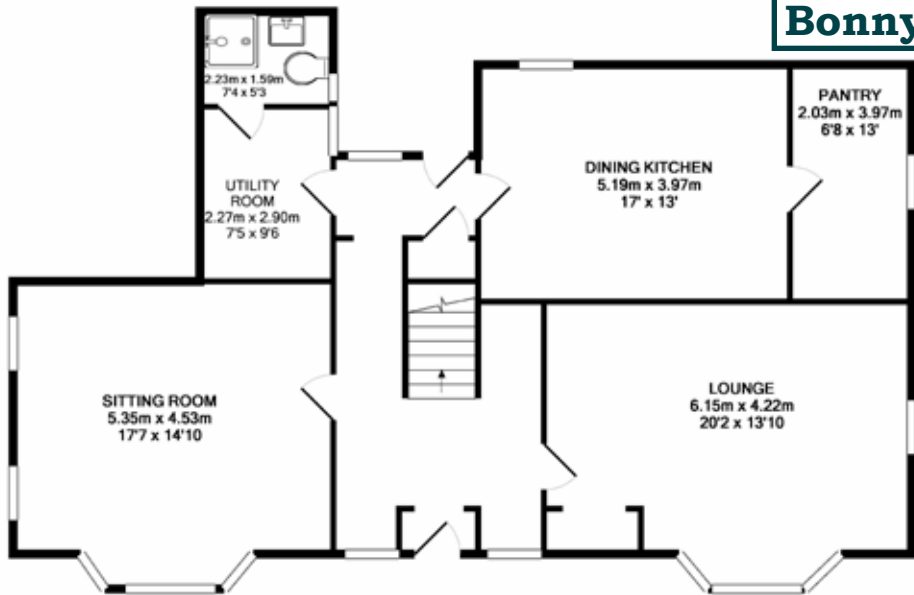 Bonny
2.23m x 1.59m
7'4 x 5'3
PANTRY
2.03m x 3.97m
6'8 x 13'
DINING KITCHEN
5.19m x 3.97m
17' x 13'
UTILITY
ROOM
2.27m x 2.90m
7'5 x 9'6
SITTING ROOM
5.35m x 4.53m
17'7 x 14'10
LOUNGE
6.15m x 4.22m
20'2 x 13'10